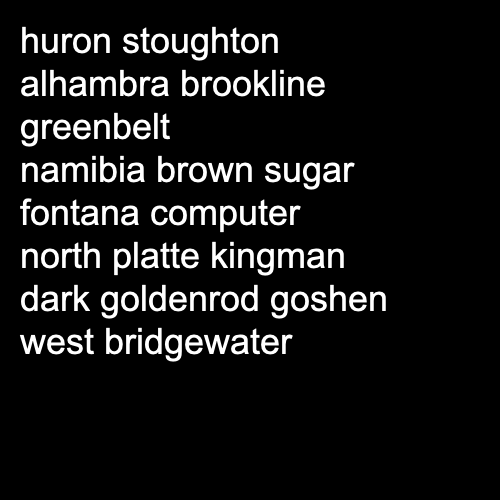 huron stoughton
alhambra brookline
greenbelt
namibia brown sugar
fontana computer
north platte kingman
dark goldenrod goshen
west bridgewater